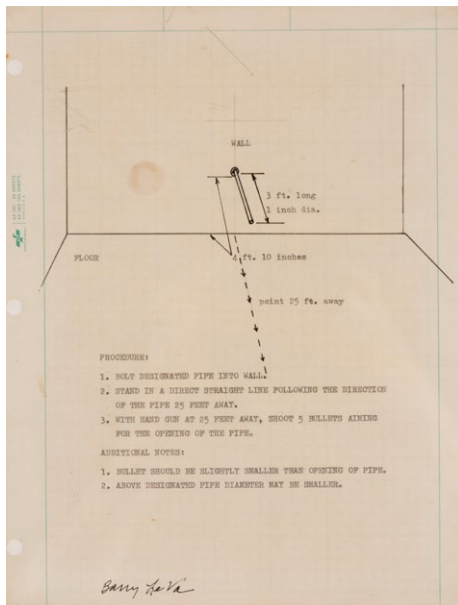 WALL
3 ft. long
1 inch dia.
FLOOR
4 ft. 10 inches
point 25 ft. away
PROCEDURE:
1. BOLT DESIGNATED PIPE INTO WALL.
2. STAND IN A DIRECT STRAIGHT LINE FOLLOWING THE DIRECTION
OF THE PIPE 25 FEET AWAY.
3. WITH HAND GUN AT 25 FEET AWAY, SHOOT 5 BULLETS AIMING
FOR THE OPENING OF THE PIPE.
ADDITIONAL NOTES:
1. BULLET SHOULD BE SLIGHTLY SMALLER THAN OPENING OF PIPE.
2. ABOVE DESIGNATED PIPE DIAMETER MAY BE SMALLER.
Barry Le Va